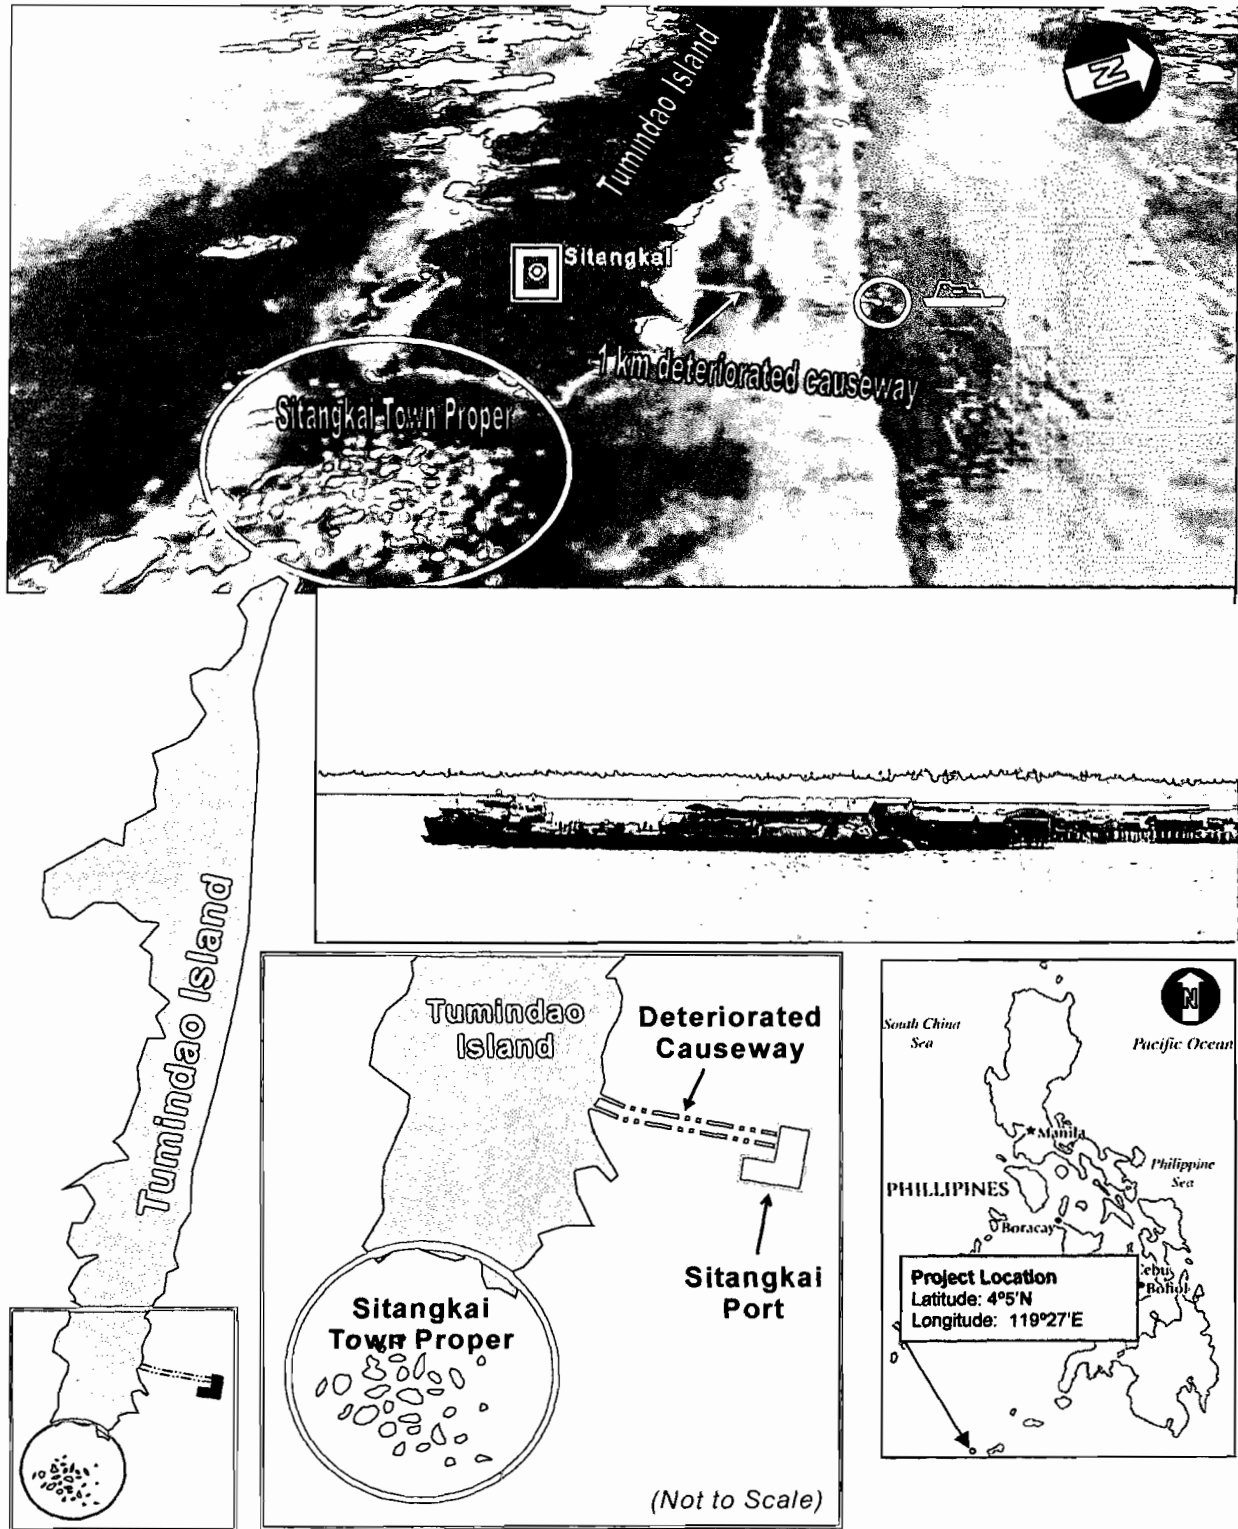 Tumindao Island
N
Sitangkai
1 km deteriorated causeway
Sitangkai Town Proper
Tumindao Island
Tumindao
Island
Deteriorated
Causeway
Sitangkai
Port
Sitangkai
Town Proper
(Not to Scale)
N
South China
Sea
Pacific Ocean
Manila
Philippine
Sea
PHILLIPINES
Boracay
Cebu
Bohol
Project Location
Latitude: 4°5'N
Longitude: 119°27'E